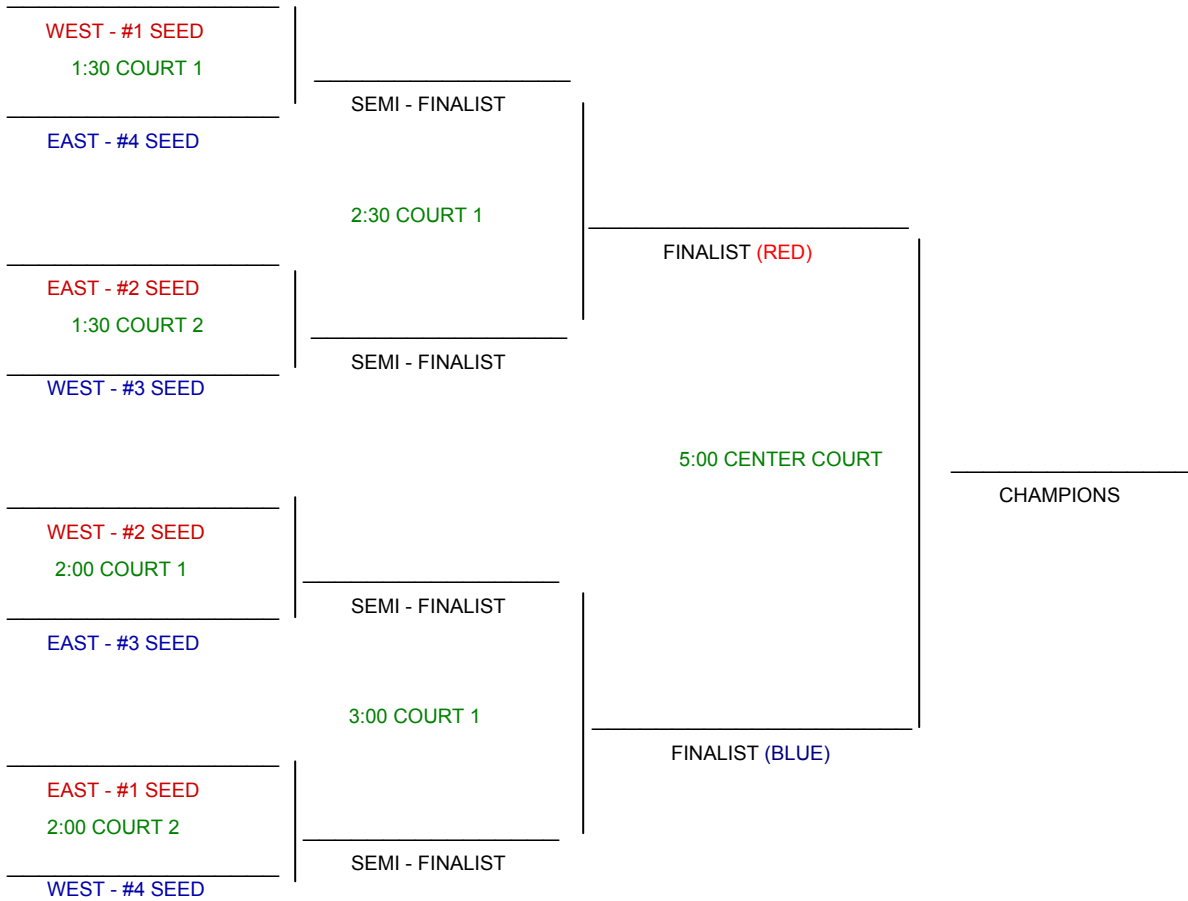 WEST - #1 SEED
1:30 COURT 1
SEMI - FINALIST
EAST - #4 SEED
2:30 COURT 1
FINALIST (RED)
EAST - #2 SEED
1:30 COURT 2
SEMI - FINALIST
WEST - #3 SEED
5:00 CENTER COURT
CHAMPIONS
WEST - #2 SEED
2:00 COURT 1
SEMI - FINALIST
EAST - #3 SEED
3:00 COURT 1
FINALIST (BLUE)
EAST - #1 SEED
2:00 COURT 2
SEMI - FINALIST
WEST - #4 SEED